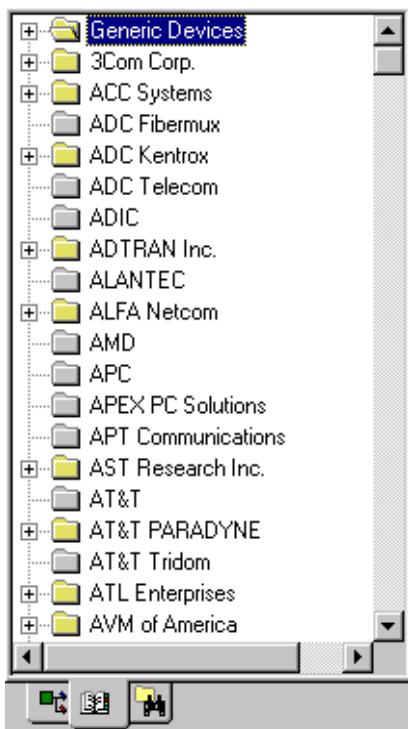 Generic Devices
3Com Corp.
ACC Systems
ADC Fibermux
ADC Kentrox
ADC Telecom
ADIC
ADTRAN Inc.
ALANTEC
ALFA Netcom
AMD
APC
APEX PC Solutions
APT Communications
AST Research Inc.
AT&T
AT&T PARADYNE
AT&T Tridom
ATL Enterprises
AVM of America